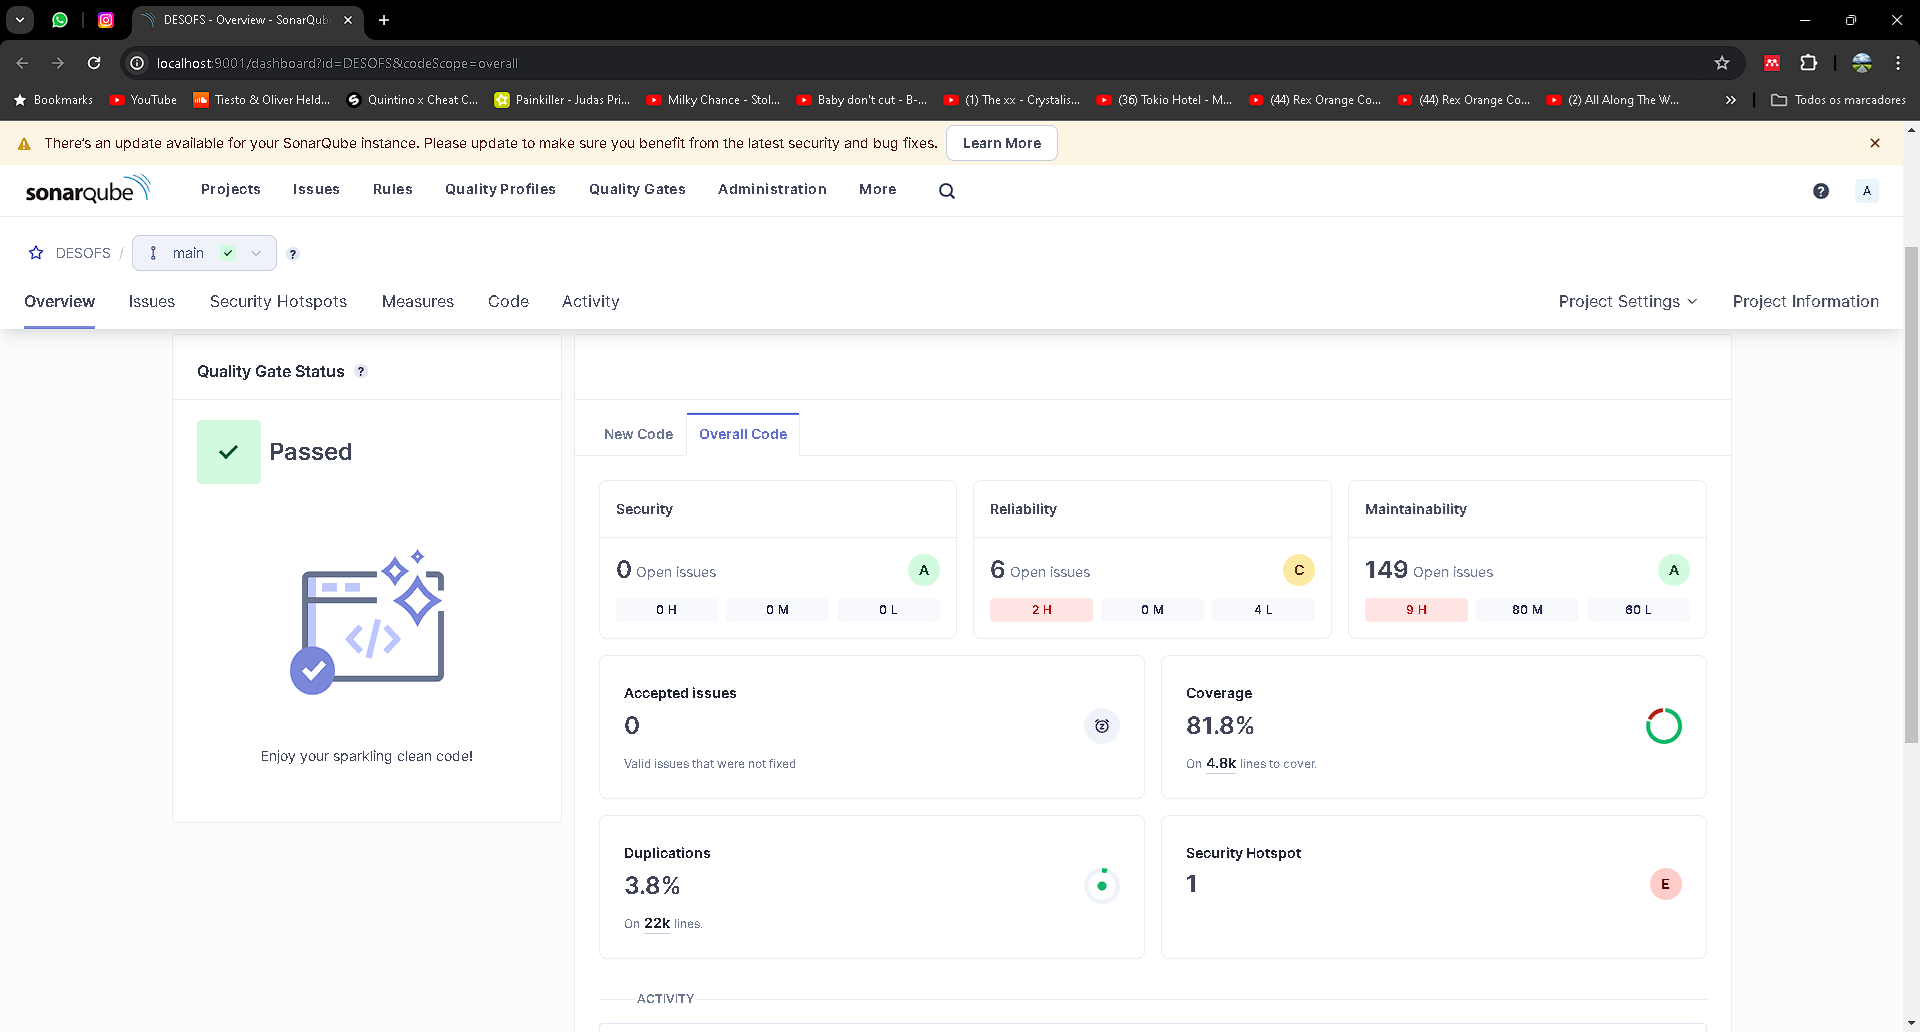 DESOFS - Overview - SonarQub
localhost:9001/dashboard?id=DESOFS&codeScope=overall
Bookmarks
YouTube
Tiesto & Oliver Held...
Quintino x Cheat C...
Painkiller - Judas Pri...
Milky Chance - Stol...
Baby don't cut - B-...
(1) The xx - Crystalis...
(36) Tokio Hotel - M...
(44) Rex Orange Co...
(44) Rex Orange Co...
(2) All Along The W...
Todos os marcadores
There's an update available for your SonarQube instance. Please update to make sure you benefit from the latest security and bug fixes.
Learn More
sonarqube
Projects
Issues
Rules
Quality Profiles
Quality Gates
Administration
More
?
A
DESOFS / main
?
Overview
Issues
Security Hotspots
Measures
Code
Activity
Project Settings
Project Information
Quality Gate Status ?
Passed
Enjoy your sparkling clean code!
New Code
Overall Code
Security
0 Open issues
A
0 H
0 M
0 L
Reliability
6 Open issues
C
2 H
0 M
4 L
Maintainability
149 Open issues
A
9 H
80 M
60 L
Accepted issues
0
Valid issues that were not fixed
Coverage
81.8%
On 4.8k lines to cover.
Duplications
3.8%
On 22k lines.
Security Hotspot
1
E
ACTIVITY